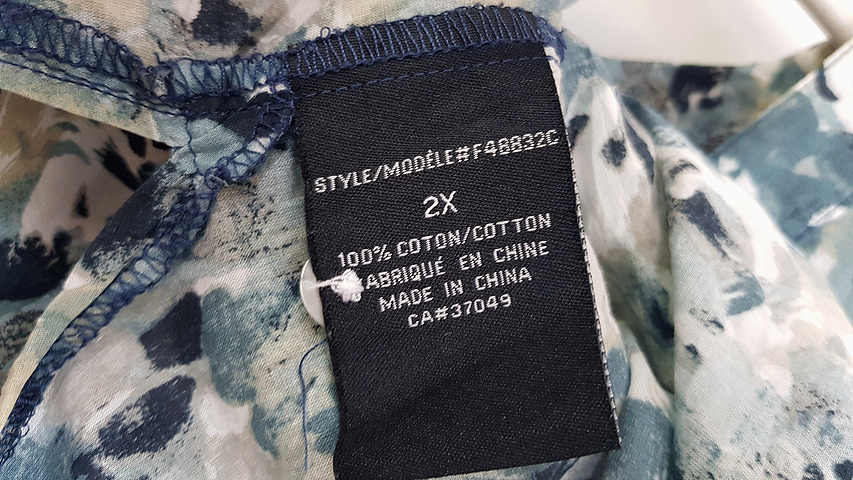 STYLE/MODÈLE#F48832C
2X
100% COTON/COTTON
FABRIQUÉ EN CHINE
MADE IN CHINA
CA#37049